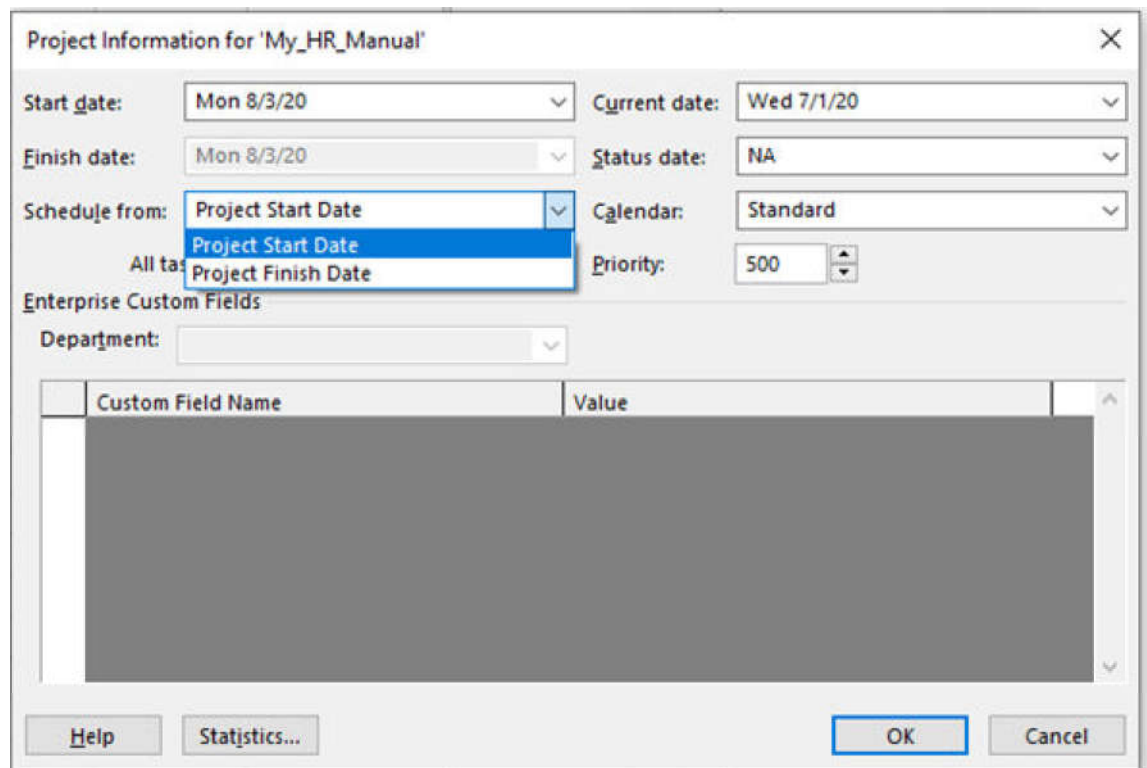 Project Information for 'My_HR_Manual'
Start date: Mon 8/3/20 Current date: Wed 7/1/20
Finish date: Mon 8/3/20 Status date: NA
Schedule from: Project Start Date Calendar: Standard
Project Start Date
All tas Project Finish Date Priority: 500
Enterprise Custom Fields
Department:
Custom Field Name Value
Help Statistics... OK Cancel